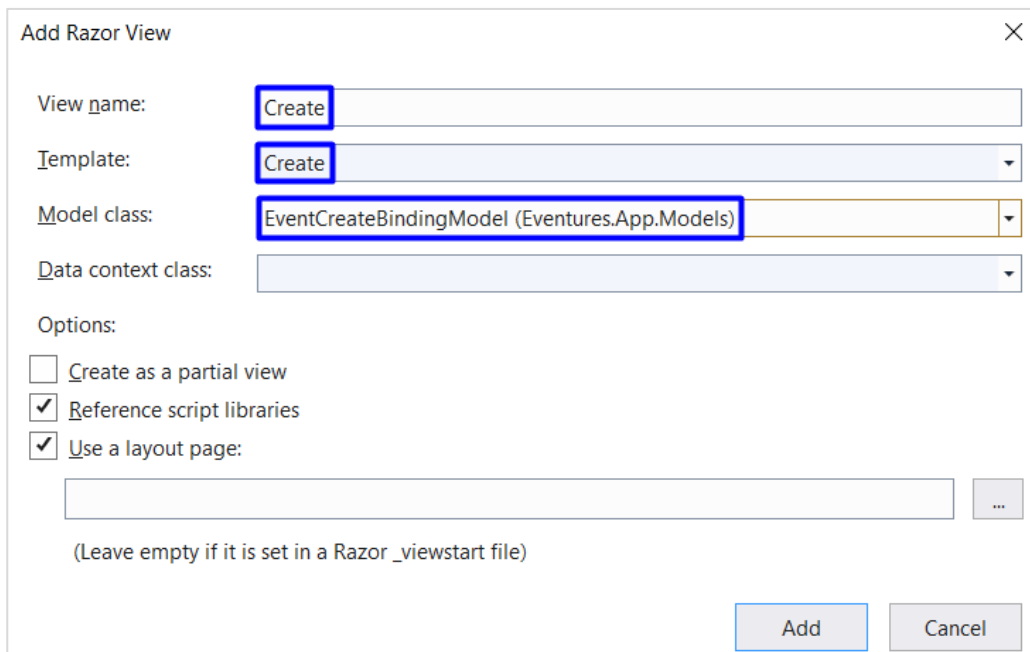 Add Razor View
View name: Create
Template: Create
Model class: EventCreateBindingModel (Eventures.App.Models)
Data context class:
Options:
Create as a partial view
Reference script libraries
Use a layout page:
...
(Leave empty if it is set in a Razor _viewstart file)
Add Cancel